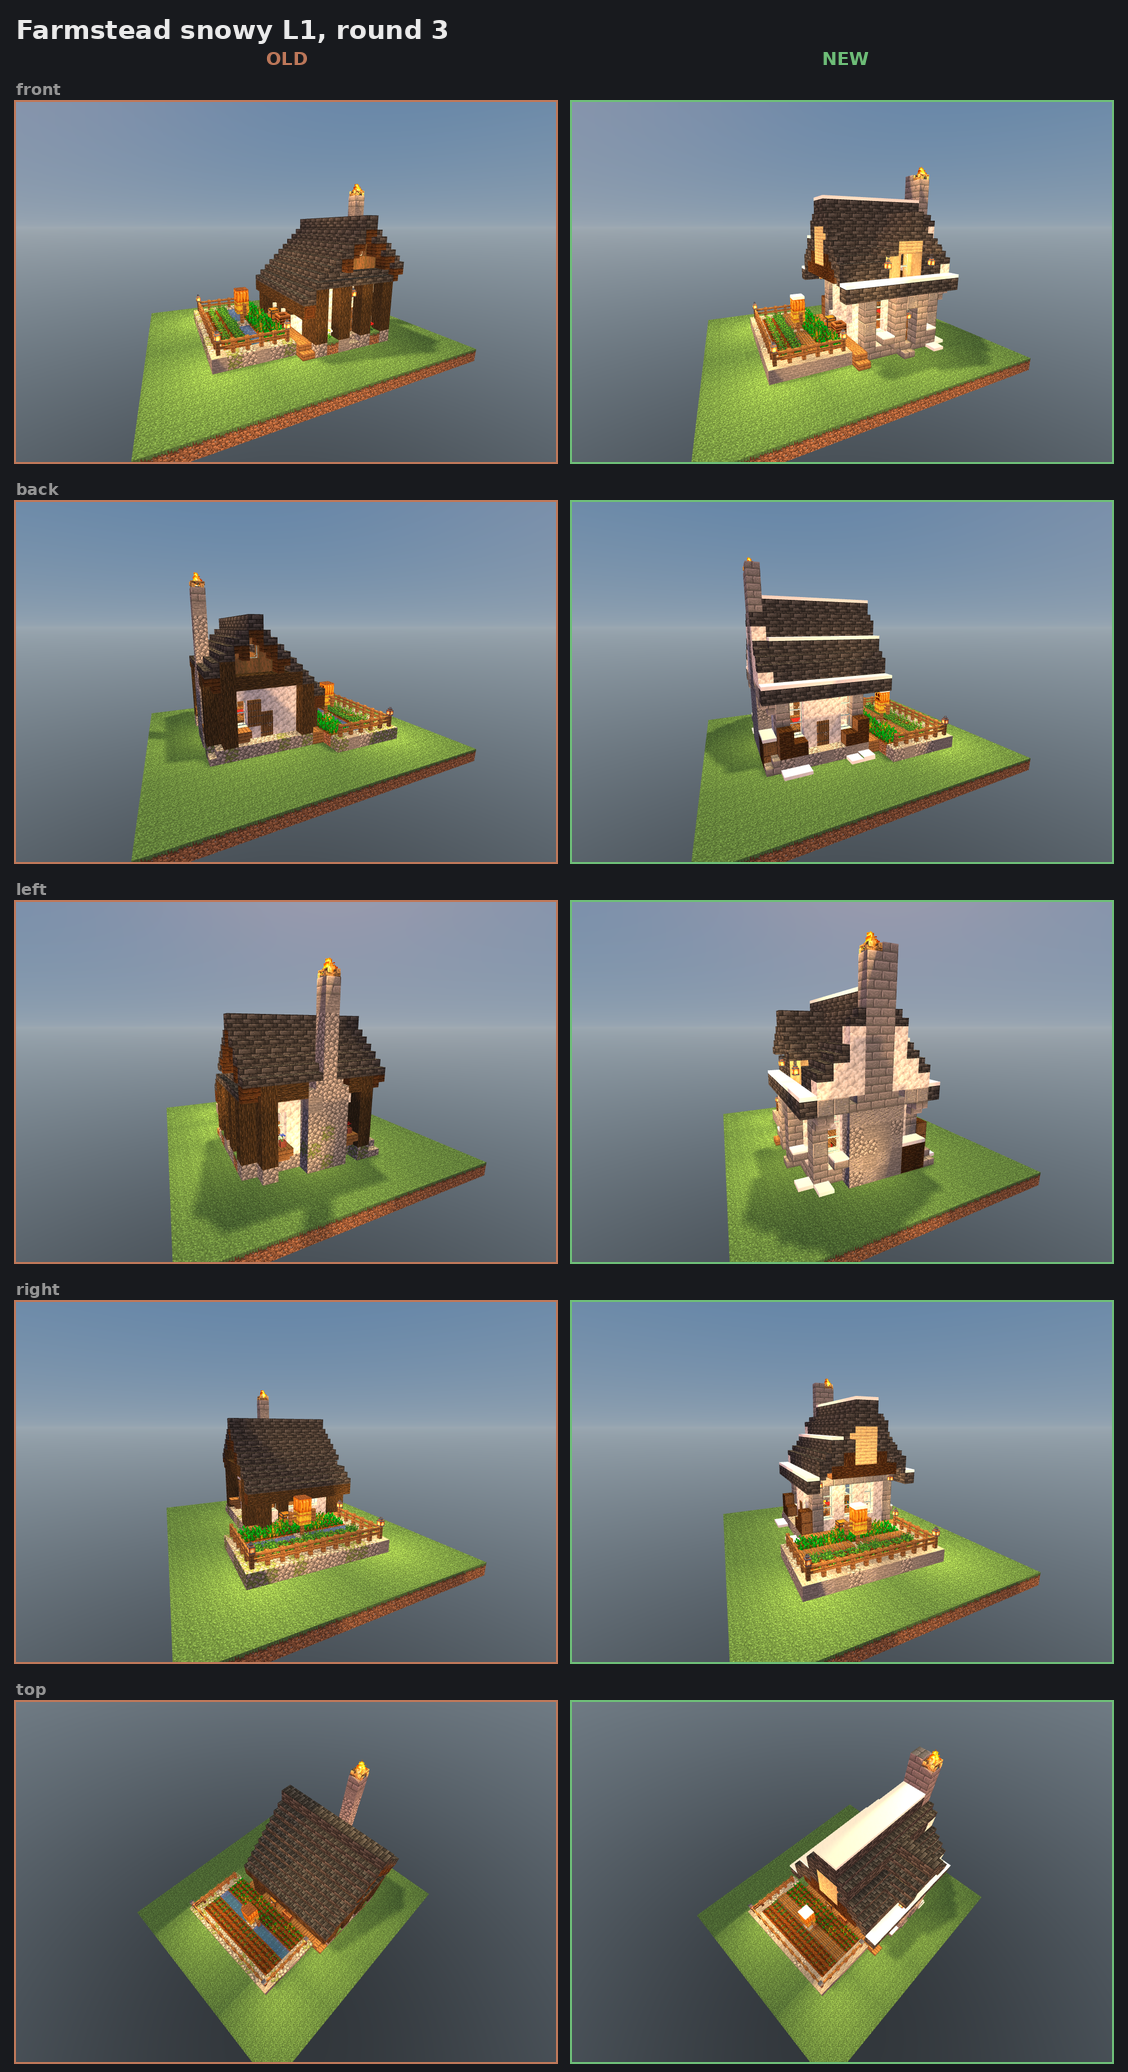 Farmstead snowy L1, round 3
OLD NEW
front
back
left
right
top